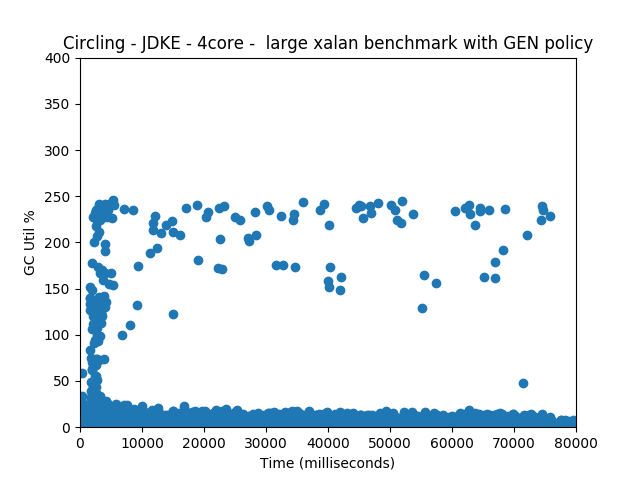 Circling - JDKE - 4core -  large xalan benchmark with GEN policy
400
350
300
250
200
150
100
50
0
GC Util %
0 10000 20000 30000 40000 50000 60000 70000 80000
Time (milliseconds)